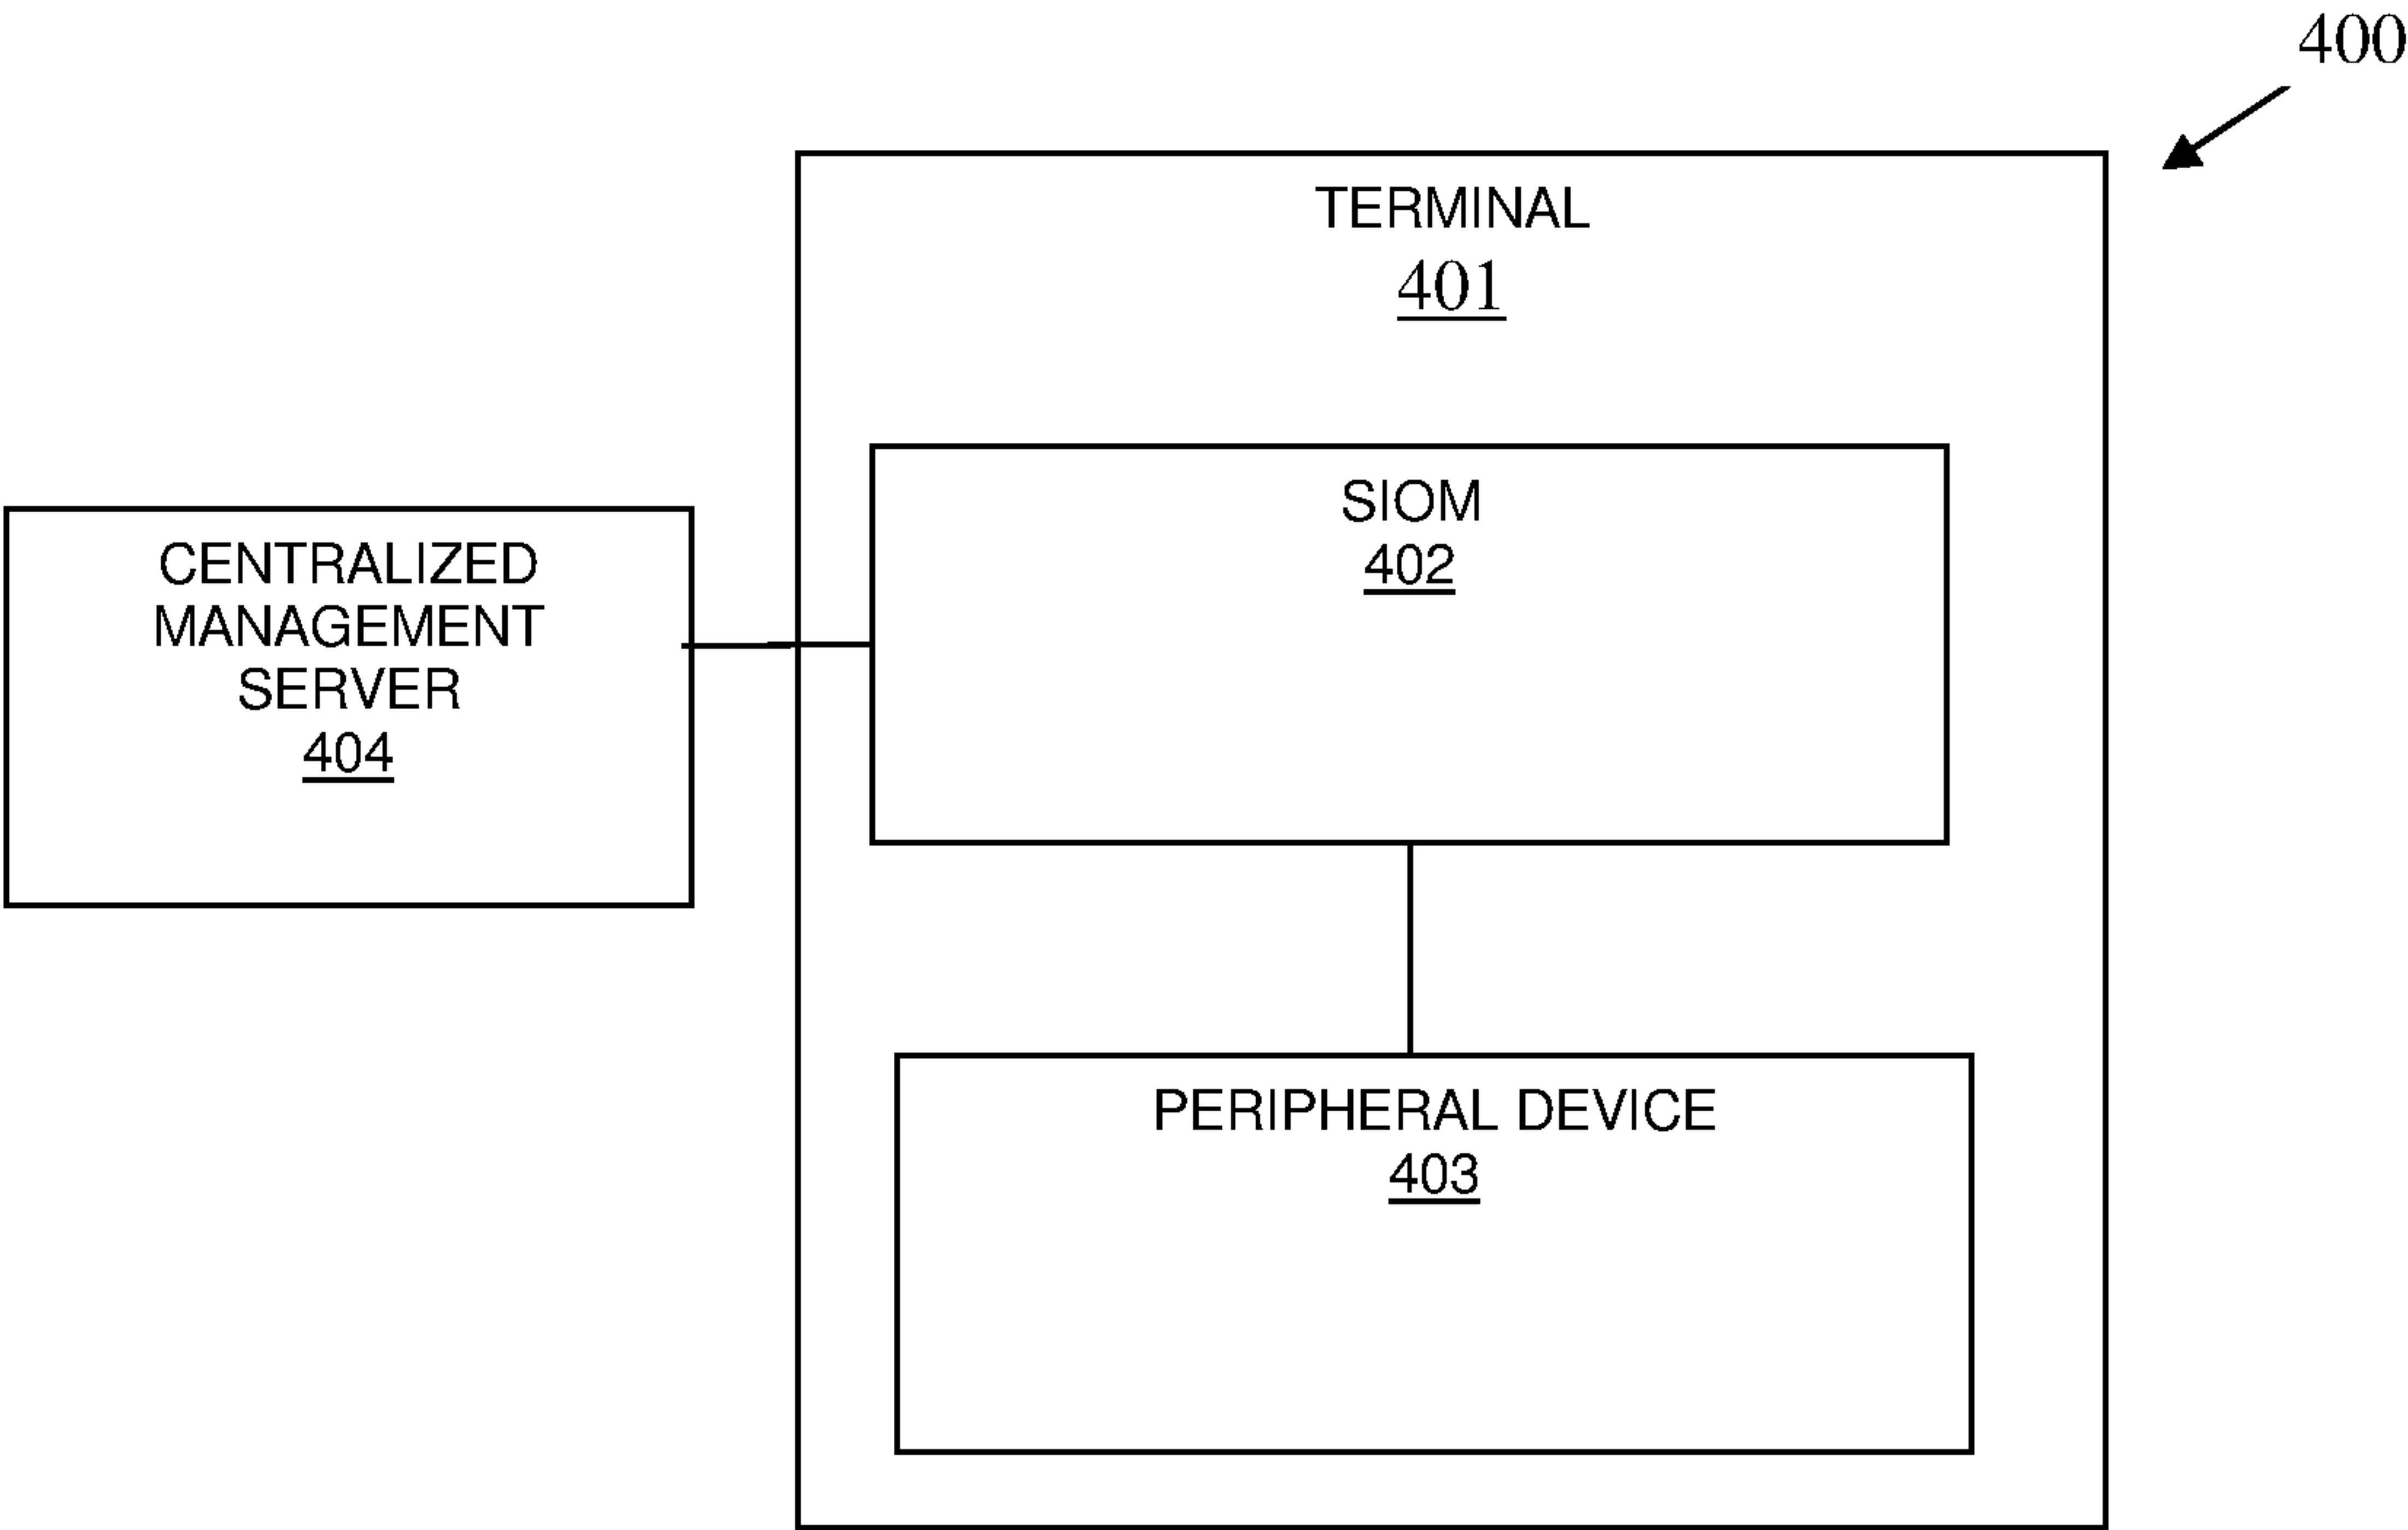 400
TERMINAL
401
SIOM
402
CENTRALIZED
MANAGEMENT
SERVER
404
PERIPHERAL DEVICE
403